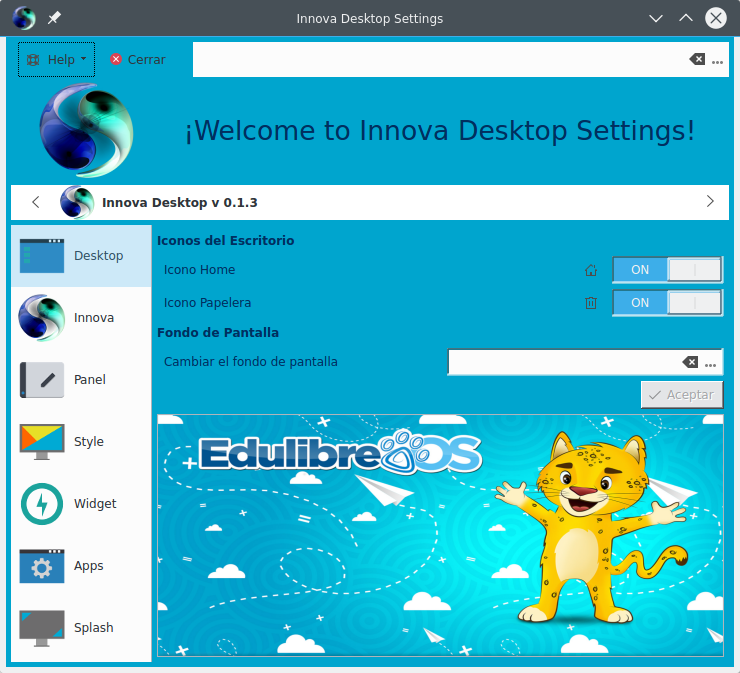 Innova Desktop Settings
Help
Cerrar
...
¡Welcome to Innova Desktop Settings!
Innova Desktop v 0.1.3
Desktop
Innova
Panel
Style
Widget
Apps
Splash
Iconos del Escritorio
Icono Home
ON
Icono Papelera
ON
Fondo de Pantalla
Cambiar el fondo de pantalla
...
Aceptar
EdulibreOS